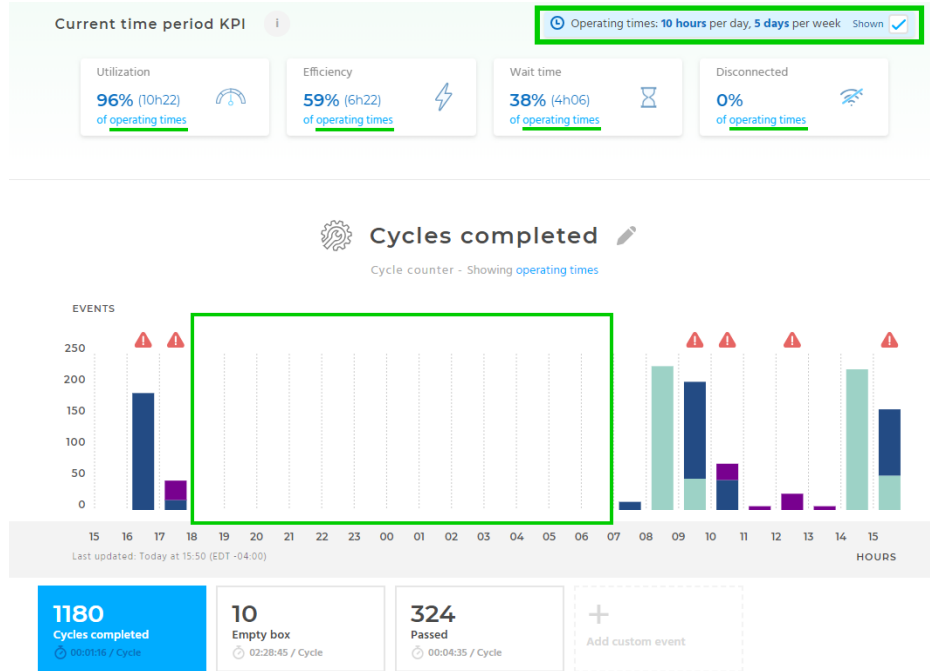 Current time period KPI i
Operating times: 10 hours per day, 5 days per week Shown
Utilization
96% (10h22)
of operating times
Efficiency
59% (6h22)
of operating times
Wait time
38% (4h06)
of operating times
Disconnected
0%
of operating times
Cycles completed
Cycle counter - Showing operating times
EVENTS
250
200
150
100
50
0
15 16 17 18 19 20 21 22 23 00 01 02 03 04 05 06 07 08 09 10 11 12 13 14 15
Last updated: Today at 15:50 (EDT -04:00)
HOURS
1180
Cycles completed
00:01:16 / Cycle
10
Empty box
02:28:45 / Cycle
324
Passed
00:04:35 / Cycle
Add custom event